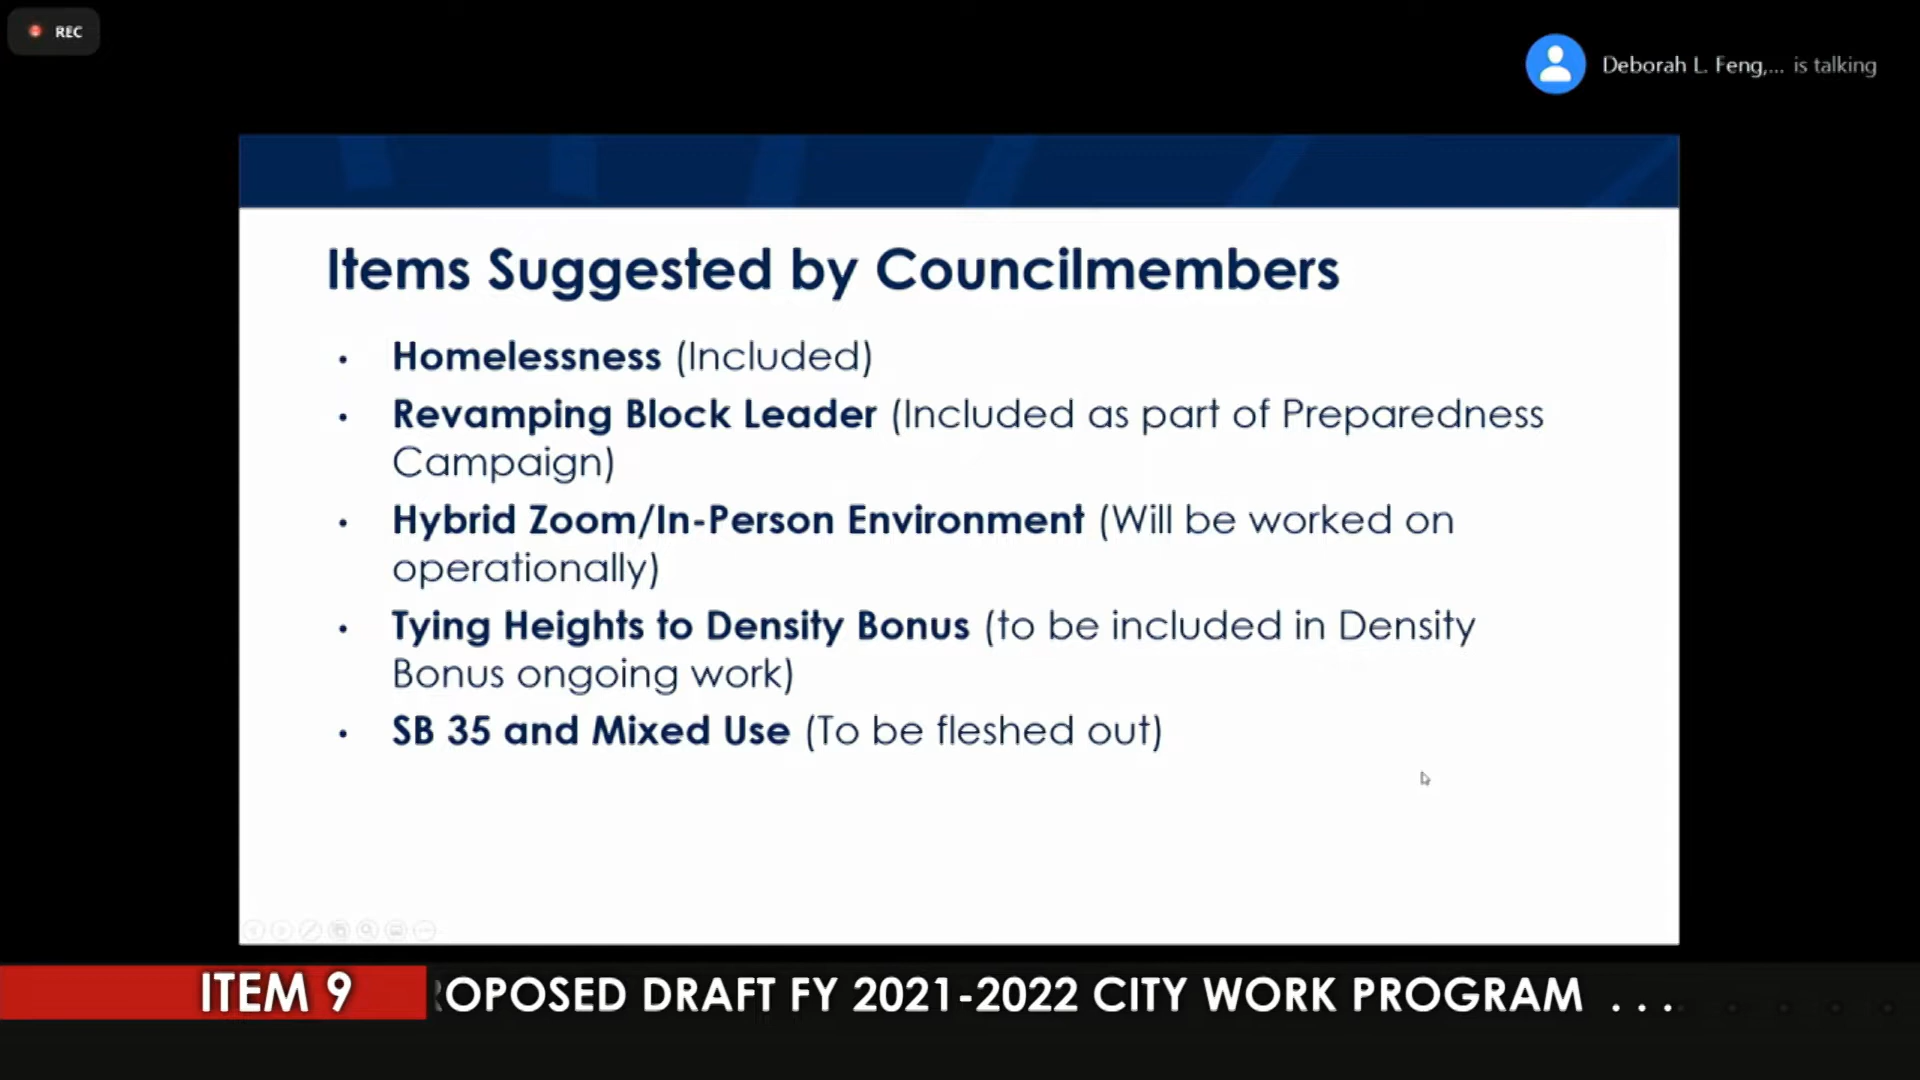 REC
Deborah L. Feng,... is talking
Items Suggested by Councilmembers
• Homelessness (Included)
• Revamping Block Leader (Included as part of Preparedness
Campaign)
• Hybrid Zoom/In-Person Environment (Will be worked on
operationally)
• Tying Heights to Density Bonus (to be included in Density
Bonus ongoing work)
• SB 35 and Mixed Use (To be fleshed out)
ITEM 9
ROPOSED DRAFT FY 2021-2022 CITY WORK PROGRAM ...